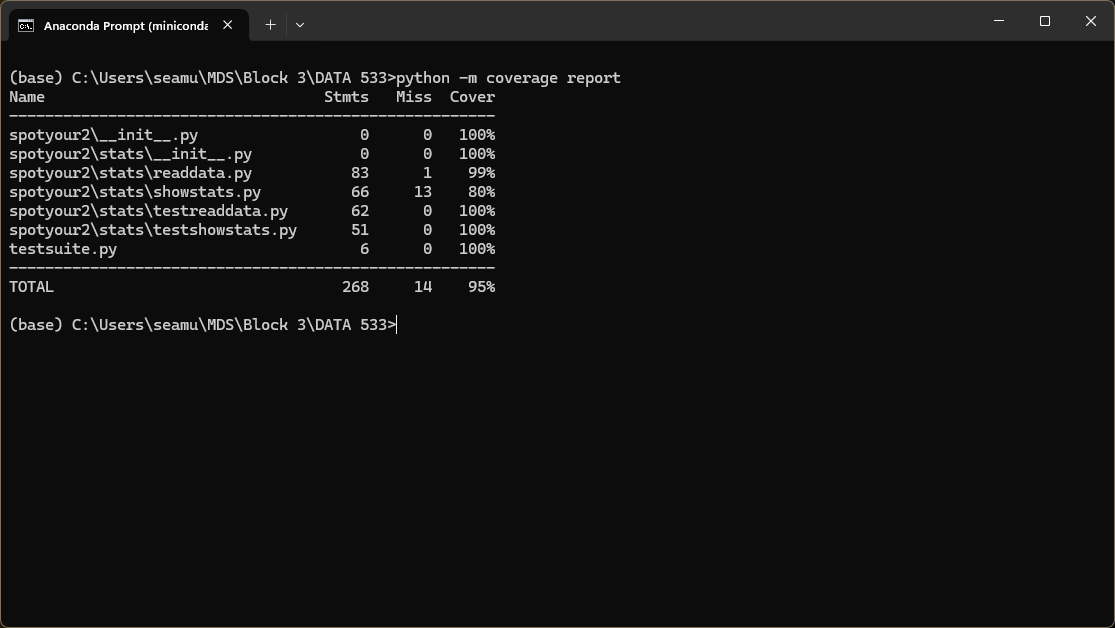 Anaconda Prompt (miniconda
(base) C:\Users\seamu\MDS\Block 3\DATA 533>python -m coverage report
Name Stmts Miss Cover
------------------------------------------------------
spotyour2\__init__.py 0 0 100%
spotyour2\stats\__init__.py 0 0 100%
spotyour2\stats\readdata.py 83 1 99%
spotyour2\stats\showstats.py 66 13 80%
spotyour2\stats\testreaddata.py 62 0 100%
spotyour2\stats\testshowstats.py 51 0 100%
testsuite.py 6 0 100%
------------------------------------------------------
TOTAL 268 14 95%
(base) C:\Users\seamu\MDS\Block 3\DATA 533>